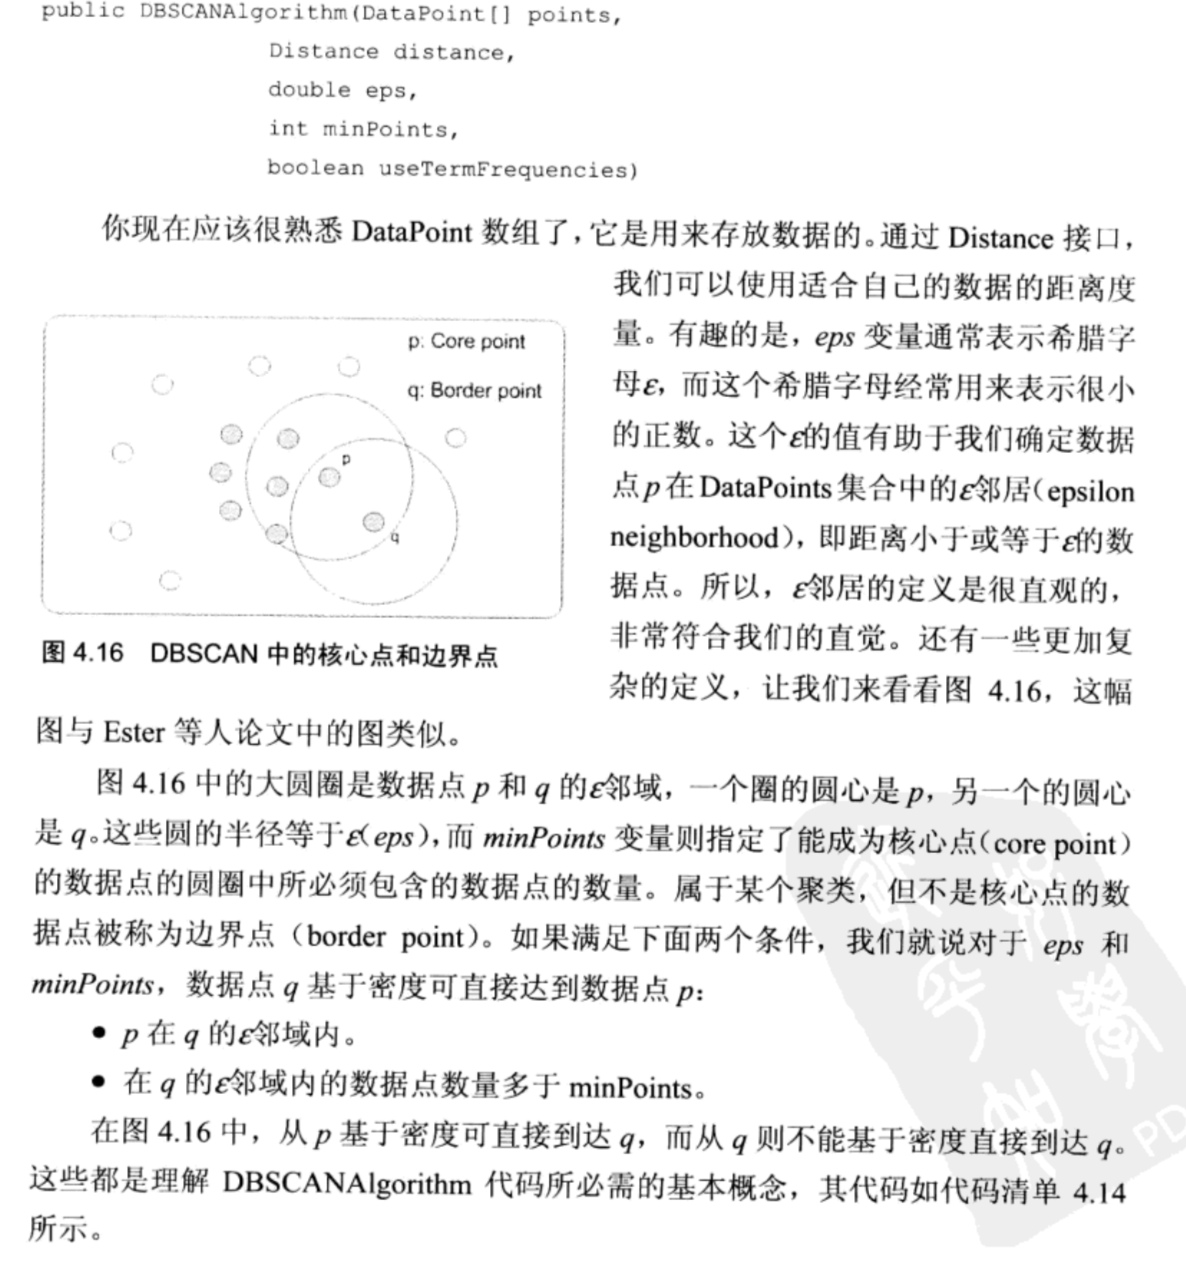 public DBSCANAlgorithm(DataPoint[] points,
Distance distance,
double eps,
int minPoints,
boolean useTermFrequencies)
你现在应该很熟悉 DataPoint 数组了,它是用来存放数据的。通过 Distance 接口,
我们可以使用适合自己的数据的距离度
量。有趣的是，eps 变量通常表示希腊字
母ε，而这个希腊字母经常用来表示很小
的正数。这个ε的值有助于我们确定数据
点p在DataPoints集合中的ε邻居(epsilon
neighborhood)，即距离小于或等于ε的数
据点。所以，ε邻居的定义是很直观的，
非常符合我们的直觉。还有一些更加复
杂的定义，让我们来看看图 4.16，这幅
p: Core point
q: Border point
p
q
图 4.16 DBSCAN 中的核心点和边界点
图与 Ester 等人论文中的图类似。
图 4.16 中的大圆圈是数据点 p 和 q 的ε邻域，一个圈的圆心是 p，另一个的圆心
是 q。这些圆的半径等于ε(eps)，而 minPoints 变量则指定了能成为核心点(core point)
的数据点的圆圈中所必须包含的数据点的数量。属于某个聚类，但不是核心点的数
据点被称为边界点（border point）。如果满足下面两个条件，我们就说对于 eps 和
minPoints，数据点 q 基于密度可直接达到数据点 p：
● p 在 q 的ε邻域内。
● 在 q 的ε邻域内的数据点数量多于 minPoints。
在图 4.16 中，从 p 基于密度可直接到达 q，而从 q 则不能基于密度直接到达 q。
这些都是理解 DBSCANAlgorithm 代码所必需的基本概念，其代码如代码清单 4.14
所示。
PD